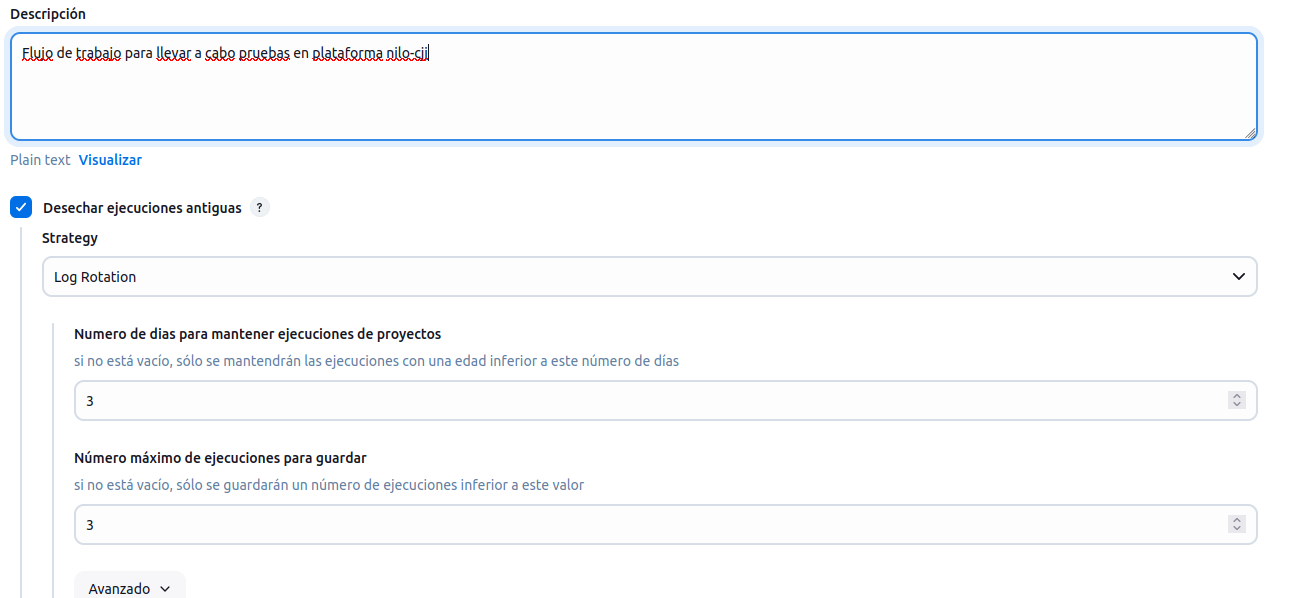 Descripción
Flujo de trabajo para llevar a cabo pruebas en plataforma nilo-cji
Plain text Visualizar
Desechar ejecuciones antiguas ?
Strategy
Log Rotation
Numero de dias para mantener ejecuciones de proyectos
si no está vacío, sólo se mantendrán las ejecuciones con una edad inferior a este número de días
3
Número máximo de ejecuciones para guardar
si no está vacío, sólo se guardarán un número de ejecuciones inferior a este valor
3
Avanzado